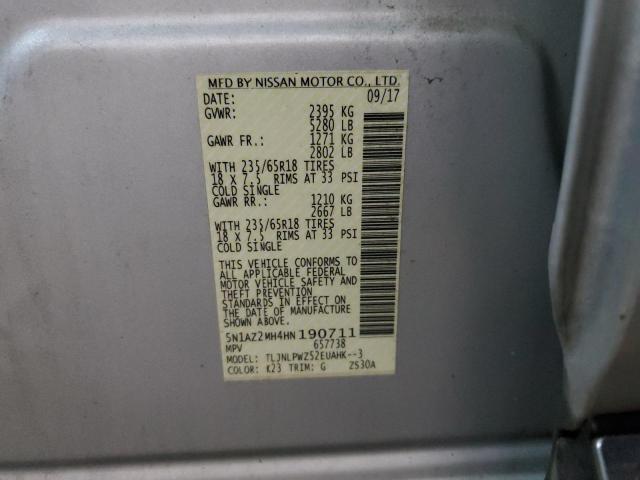 MFD BY NISSAN MOTOR CO., LTD.
DATE: 09/17
GVWR: 2395 KG
5280 LB
GAWR FR.: 1271 KG
2802 LB
WITH 235/65R18 TIRES
18 X 7.5 RIMS AT 33 PSI
COLD SINGLE
GAWR RR.: 1210 KG
2667 LB
WITH 235/65R18 TIRES
18 X 7.5 RIMS AT 33 PSI
COLD SINGLE
THIS VEHICLE CONFORMS TO
ALL APPLICABLE FEDERAL
MOTOR VEHICLE SAFETY AND
THEFT PREVENTION
STANDARDS IN EFFECT ON
THE DATE OF MANUFACTURE
SHOWN ABOVE.
5N1AZ2MH4HN190711
MPV 657738
MODEL: TLJNLPWZ52EUAHK--3
COLOR: K23 TRIM: G ZS30A